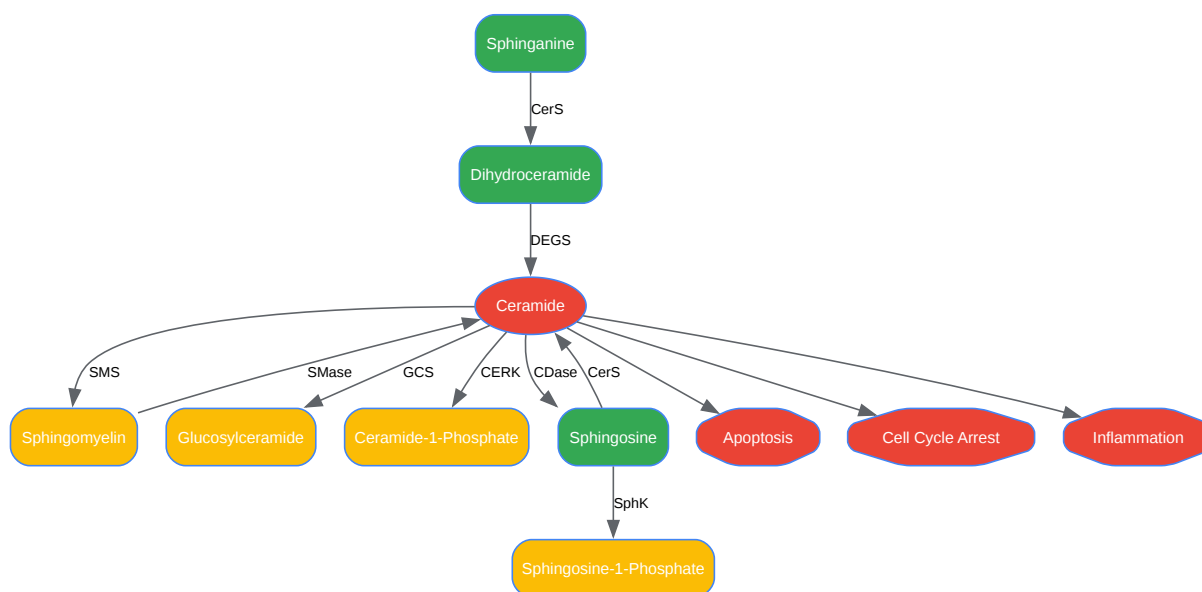 Sphinganine
CerS
Dihydroceramide
DEGS
Ceramide
SMS
SMase
GCS
CERK
CDase
CerS
Sphingomyelin
Glucosylceramide
Ceramide-1-Phosphate
Sphingosine
Apoptosis
Cell Cycle Arrest
Inflammation
SphK
Sphingosine-1-Phosphate